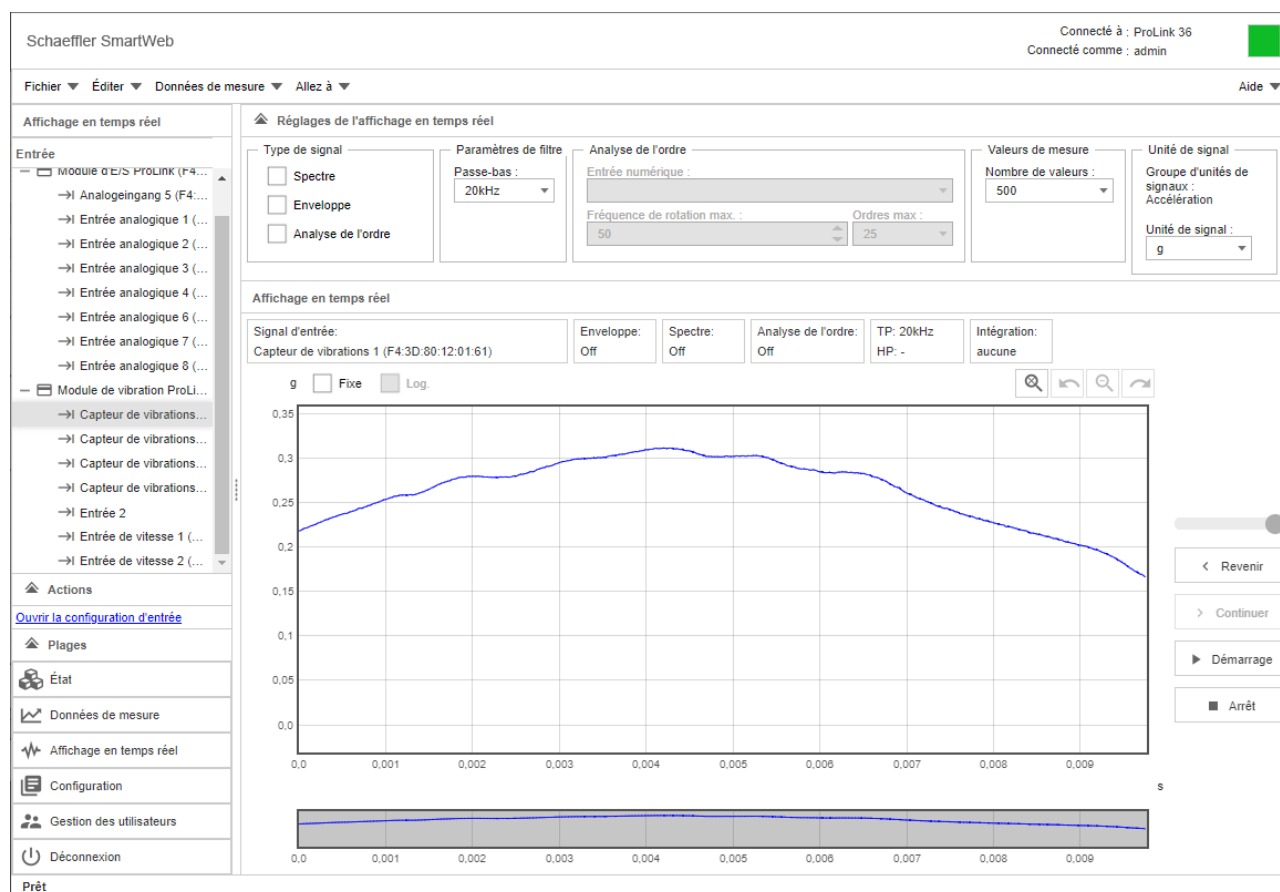 Schaeffler SmartWeb
Connecté à : ProLink 36
Connecté comme : admin
Fichier Éditer Données de mesure Allez à Aide
Affichage en temps réel
Entrée
Module d'E/S ProLink (F4...
Analogeingang 5 (F4:...
Entrée analogique 1 (...
Entrée analogique 2 (...
Entrée analogique 3 (...
Entrée analogique 4 (...
Entrée analogique 6 (...
Entrée analogique 7 (...
Entrée analogique 8 (...
Module de vibration ProLi...
Capteur de vibrations...
Capteur de vibrations...
Capteur de vibrations...
Capteur de vibrations...
Entrée 2
Entrée de vitesse 1 (...
Entrée de vitesse 2 (...
Actions
Ouvrir la configuration d'entrée
Plages
État
Données de mesure
Affichage en temps réel
Configuration
Gestion des utilisateurs
Déconnexion
Prêt
Réglages de l'affichage en temps réel
Type de signal
Spectre
Enveloppe
Analyse de l'ordre
Paramètres de filtre
Passe-bas :
20kHz
Analyse de l'ordre
Entrée numérique :
Fréquence de rotation max. :
50
Ordres max :
25
Valeurs de mesure
Nombre de valeurs :
500
Unité de signal
Groupe d'unités de
signaux :
Accélération
Unité de signal :
g
Affichage en temps réel
Signal d'entrée:
Capteur de vibrations 1 (F4:3D:80:12:01:61)
Enveloppe:
Off
Spectre:
Off
Analyse de l'ordre:
Off
TP: 20kHz
HP: -
Intégration:
aucune
g Fixe Log.
0,35
0,3
0,25
0,2
0,15
0,1
0,05
0,0
0,0 0,001 0,002 0,003 0,004 0,005 0,006 0,007 0,008 0,009
s
0,0 0,001 0,002 0,003 0,004 0,005 0,006 0,007 0,008 0,009
Revenir
Continuer
Démarrage
Arrêt